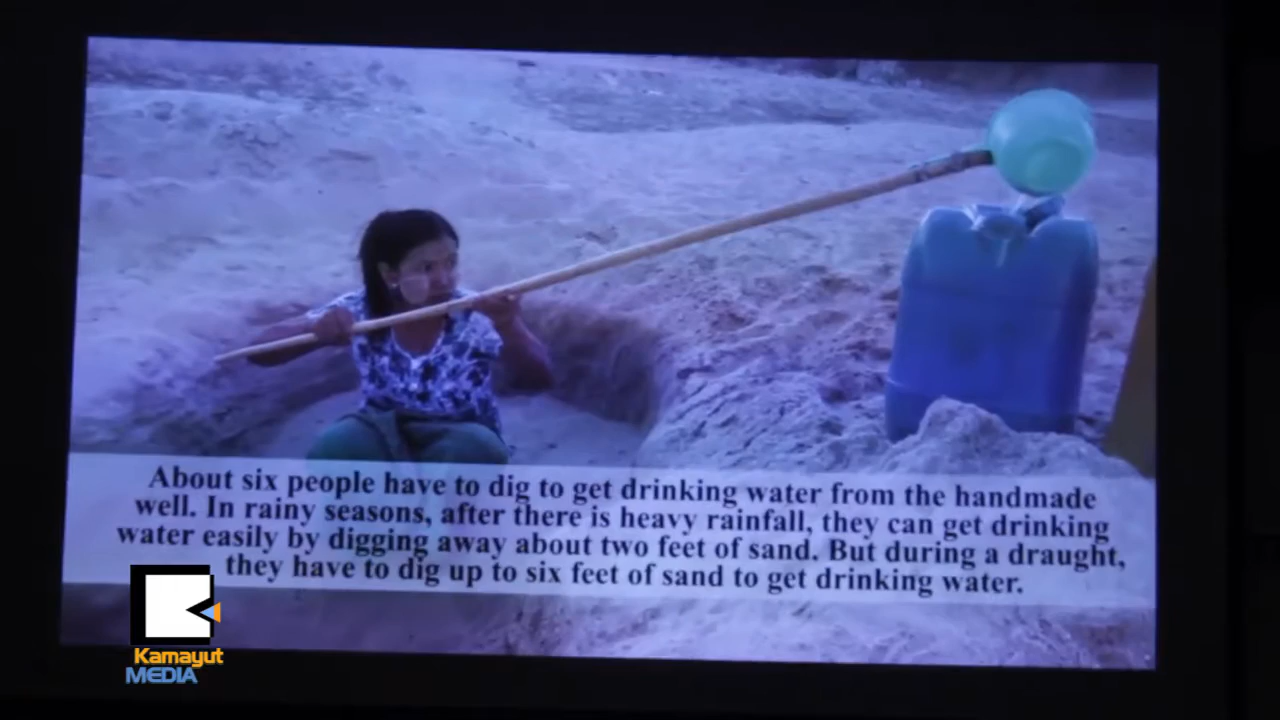 About six people have to dig to get drinking water from the handmade
well. In rainy seasons, after there is heavy rainfall, they can get drinking
water easily by digging away about two feet of sand. But during a draught,
they have to dig up to six feet of sand to get drinking water.
Kamayut
MEDIA